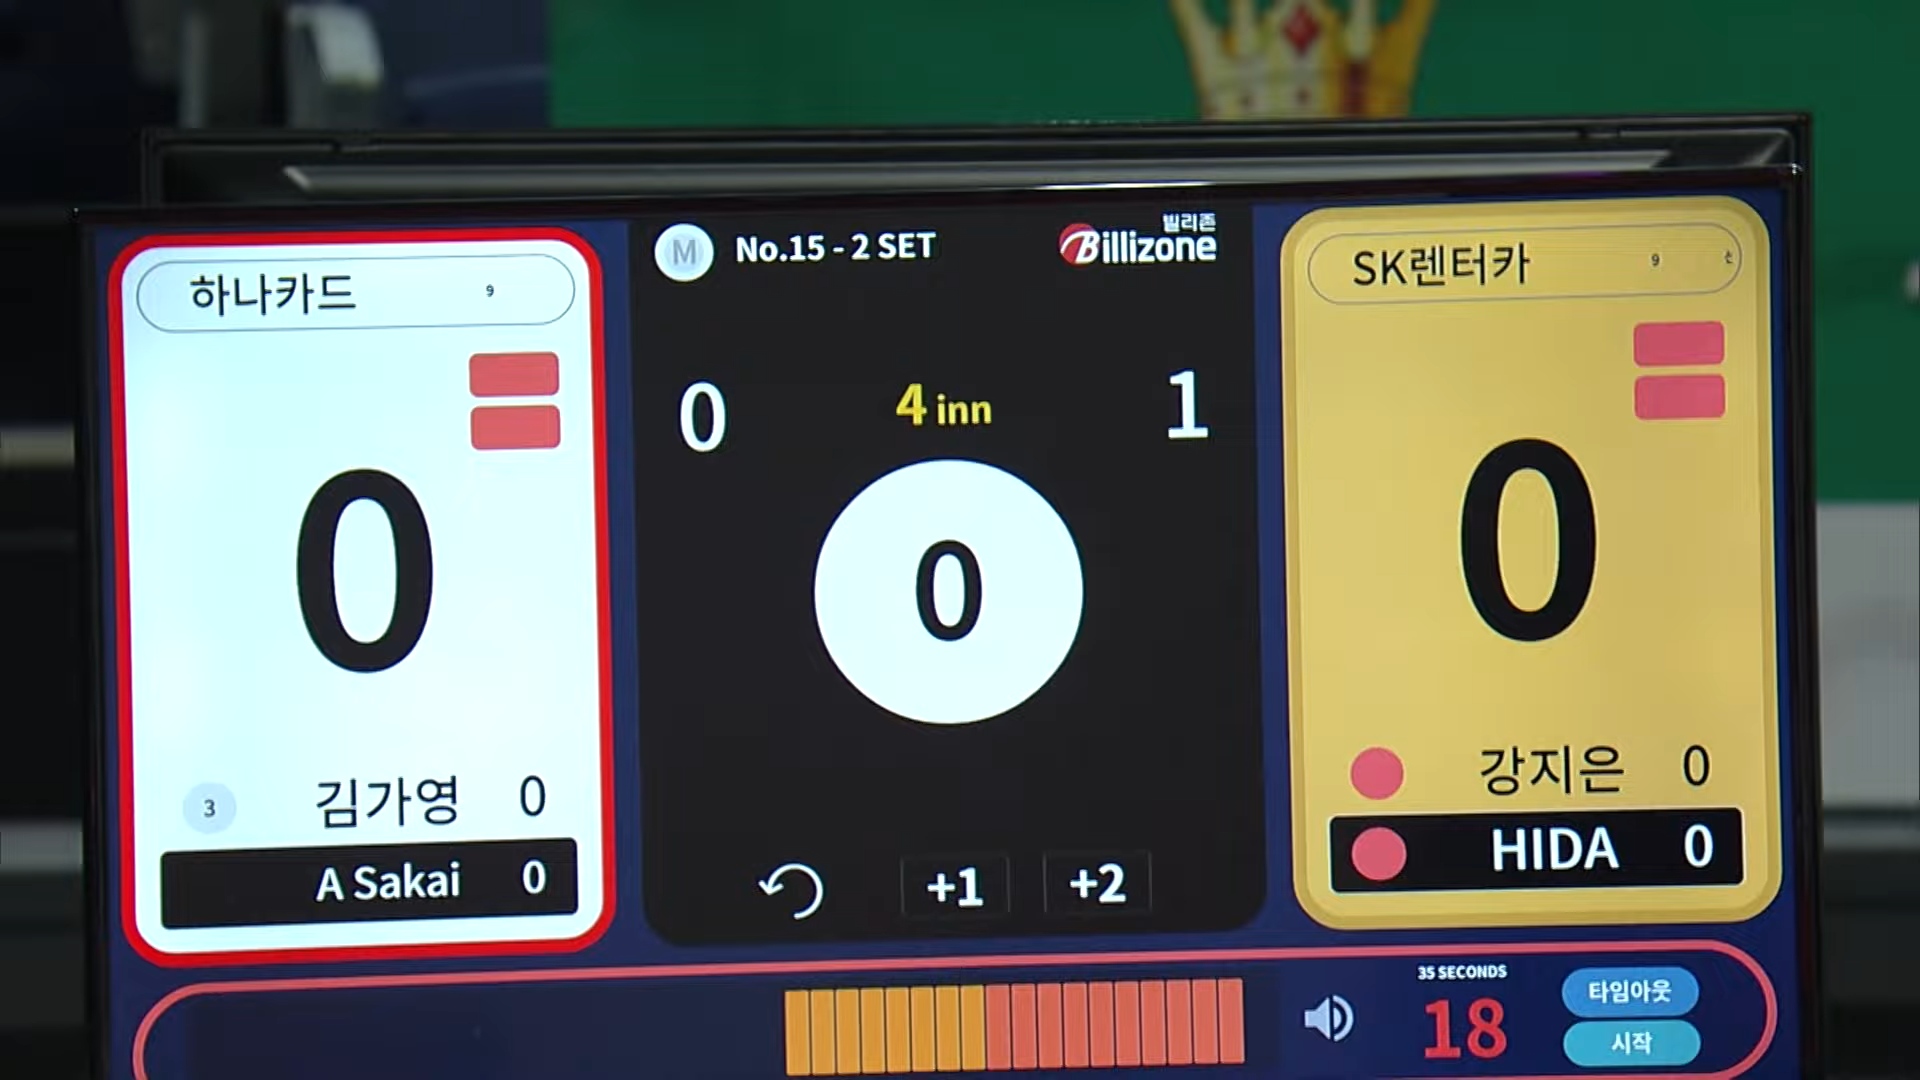 하나카드 9
0
3 김가영 0
A Sakai 0
M No.15 - 2 SET
빌리존
Billizone
0 4 inn 1
0
+1 +2
SK렌터카 9
0
강지은 0
HIDA 0
35 SECONDS
18
타임아웃
시작